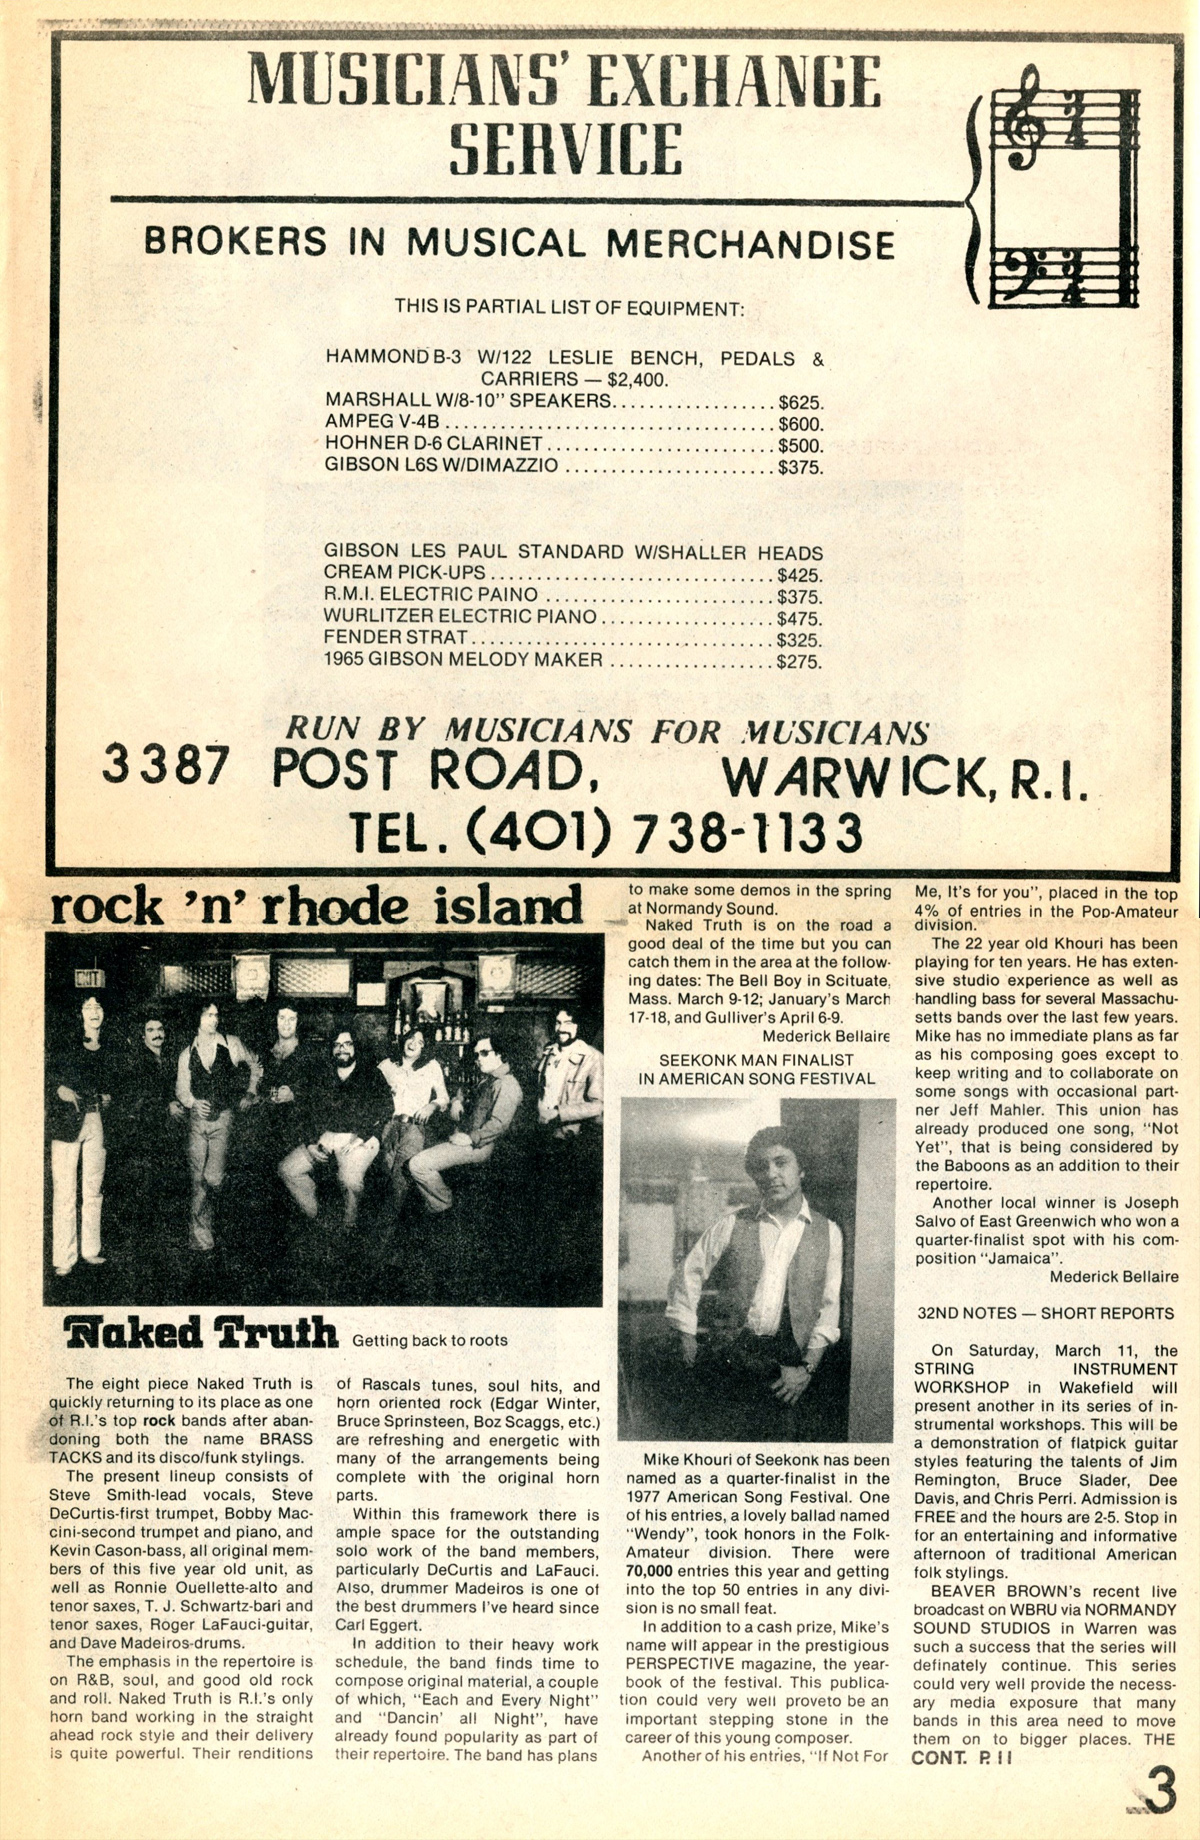 MUSICIANS' EXCHANGE
SERVICE
BROKERS IN MUSICAL MERCHANDISE
THIS IS PARTIAL LIST OF EQUIPMENT:
HAMMOND B-3 W/122 LESLIE BENCH, PEDALS &
CARRIERS — $2,400.
MARSHALL W/8-10" SPEAKERS.................. $625.
AMPEG V-4B .................................... $600.
HOHNER D-6 CLARINET ......................... $500.
GIBSON L6S W/DIMAZZIO ....................... $375.
GIBSON LES PAUL STANDARD W/SHALLER HEADS
CREAM PICK-UPS ............................... $425.
R.M.I. ELECTRIC PAINO ......................... $375.
WURLITZER ELECTRIC PIANO ................... $475.
FENDER STRAT ................................. $325.
1965 GIBSON MELODY MAKER .................. $275.
RUN BY MUSICIANS FOR MUSICIANS
3387 POST ROAD, WARWICK, R.I.
TEL. (401) 738-1133
rock 'n' rhode island
EXIT
Naked Truth Getting back to roots
The eight piece Naked Truth is
quickly returning to its place as one
of R.I.'s top rock bands after aban-
doning both the name BRASS
TACKS and its disco/funk stylings.
The present lineup consists of
Steve Smith-lead vocals, Steve
DeCurtis-first trumpet, Bobby Mac-
cini-second trumpet and piano, and
Kevin Cason-bass, all original mem-
bers of this five year old unit, as
well as Ronnie Ouellette-alto and
tenor saxes, T. J. Schwartz-bari and
tenor saxes, Roger LaFauci-guitar,
and Dave Madeiros-drums.
The emphasis in the repertoire is
on R&B, soul, and good old rock
and roll. Naked Truth is R.I.'s only
horn band working in the straight
ahead rock style and their delivery
is quite powerful. Their renditions
of Rascals tunes, soul hits, and
horn oriented rock (Edgar Winter,
Bruce Sprinsteen, Boz Scaggs, etc.)
are refreshing and energetic with
many of the arrangements being
complete with the original horn
parts.
Within this framework there is
ample space for the outstanding
solo work of the band members,
particularly DeCurtis and LaFauci.
Also, drummer Madeiros is one of
the best drummers I've heard since
Carl Eggert.
In addition to their heavy work
schedule, the band finds time to
compose original material, a couple
of which, "Each and Every Night"
and "Dancin' all Night", have
already found popularity as part of
their repertoire. The band has plans
to make some demos in the spring
at Normandy Sound.
Naked Truth is on the road a
good deal of the time but you can
catch them in the area at the follow-
ing dates: The Bell Boy in Scituate,
Mass. March 9-12; January's March
17-18, and Gulliver's April 6-9.
Mederick Bellaire
SEEKONK MAN FINALIST
IN AMERICAN SONG FESTIVAL
Mike Khouri of Seekonk has been
named as a quarter-finalist in the
1977 American Song Festival. One
of his entries, a lovely ballad named
"Wendy", took honors in the Folk-
Amateur division. There were
70,000 entries this year and getting
into the top 50 entries in any divi-
sion is no small feat.
In addition to a cash prize, Mike's
name will appear in the prestigious
PERSPECTIVE magazine, the year-
book of the festival. This publica-
tion could very well proveto be an
important stepping stone in the
career of this young composer.
Another of his entries, "If Not For
Me, It's for you", placed in the top
4% of entries in the Pop-Amateur
division.
The 22 year old Khouri has been
playing for ten years. He has exten-
sive studio experience as well as
handling bass for several Massachu-
setts bands over the last few years.
Mike has no immediate plans as far
as his composing goes except to
keep writing and to collaborate on
some songs with occasional part-
ner Jeff Mahler. This union has
already produced one song, "Not
Yet", that is being considered by
the Baboons as an addition to their
repertoire.
Another local winner is Joseph
Salvo of East Greenwich who won a
quarter-finalist spot with his com-
position "Jamaica".
Mederick Bellaire
32ND NOTES — SHORT REPORTS
On Saturday, March 11, the
STRING INSTRUMENT
WORKSHOP in Wakefield will
present another in its series of in-
strumental workshops. This will be
a demonstration of flatpick guitar
styles featuring the talents of Jim
Remington, Bruce Slader, Dee
Davis, and Chris Perri. Admission is
FREE and the hours are 2-5. Stop in
for an entertaining and informative
afternoon of traditional American
folk stylings.
BEAVER BROWN's recent live
broadcast on WBRU via NORMANDY
SOUND STUDIOS in Warren was
such a success that the series will
definately continue. This series
could very well provide the necess-
ary media exposure that many
bands in this area need to move
them on to bigger places. THE
CONT. P. 11
3